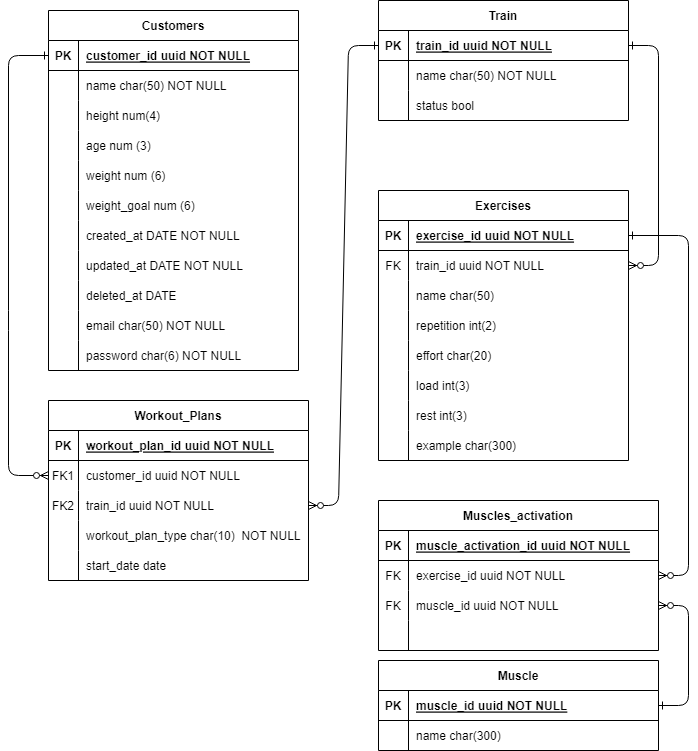 Customers
PK customer_id uuid NOT NULL
name char(50) NOT NULL
height num(4)
age num (3)
weight num (6)
weight_goal num (6)
created_at DATE NOT NULL
updated_at DATE NOT NULL
deleted_at DATE
email char(50) NOT NULL
password char(6) NOT NULL
Workout_Plans
PK workout_plan_id uuid NOT NULL
FK1 customer_id uuid NOT NULL
FK2 train_id uuid NOT NULL
workout_plan_type char(10)  NOT NULL
start_date date
Train
PK train_id uuid NOT NULL
name char(50) NOT NULL
status bool
Exercises
PK exercise_id uuid NOT NULL
FK train_id uuid NOT NULL
name char(50)
repetition int(2)
effort char(20)
load int(3)
rest int(3)
example char(300)
Muscles_activation
PK muscle_activation_id uuid NOT NULL
FK exercise_id uuid NOT NULL
FK muscle_id uuid NOT NULL
Muscle
PK muscle_id uuid NOT NULL
name char(300)